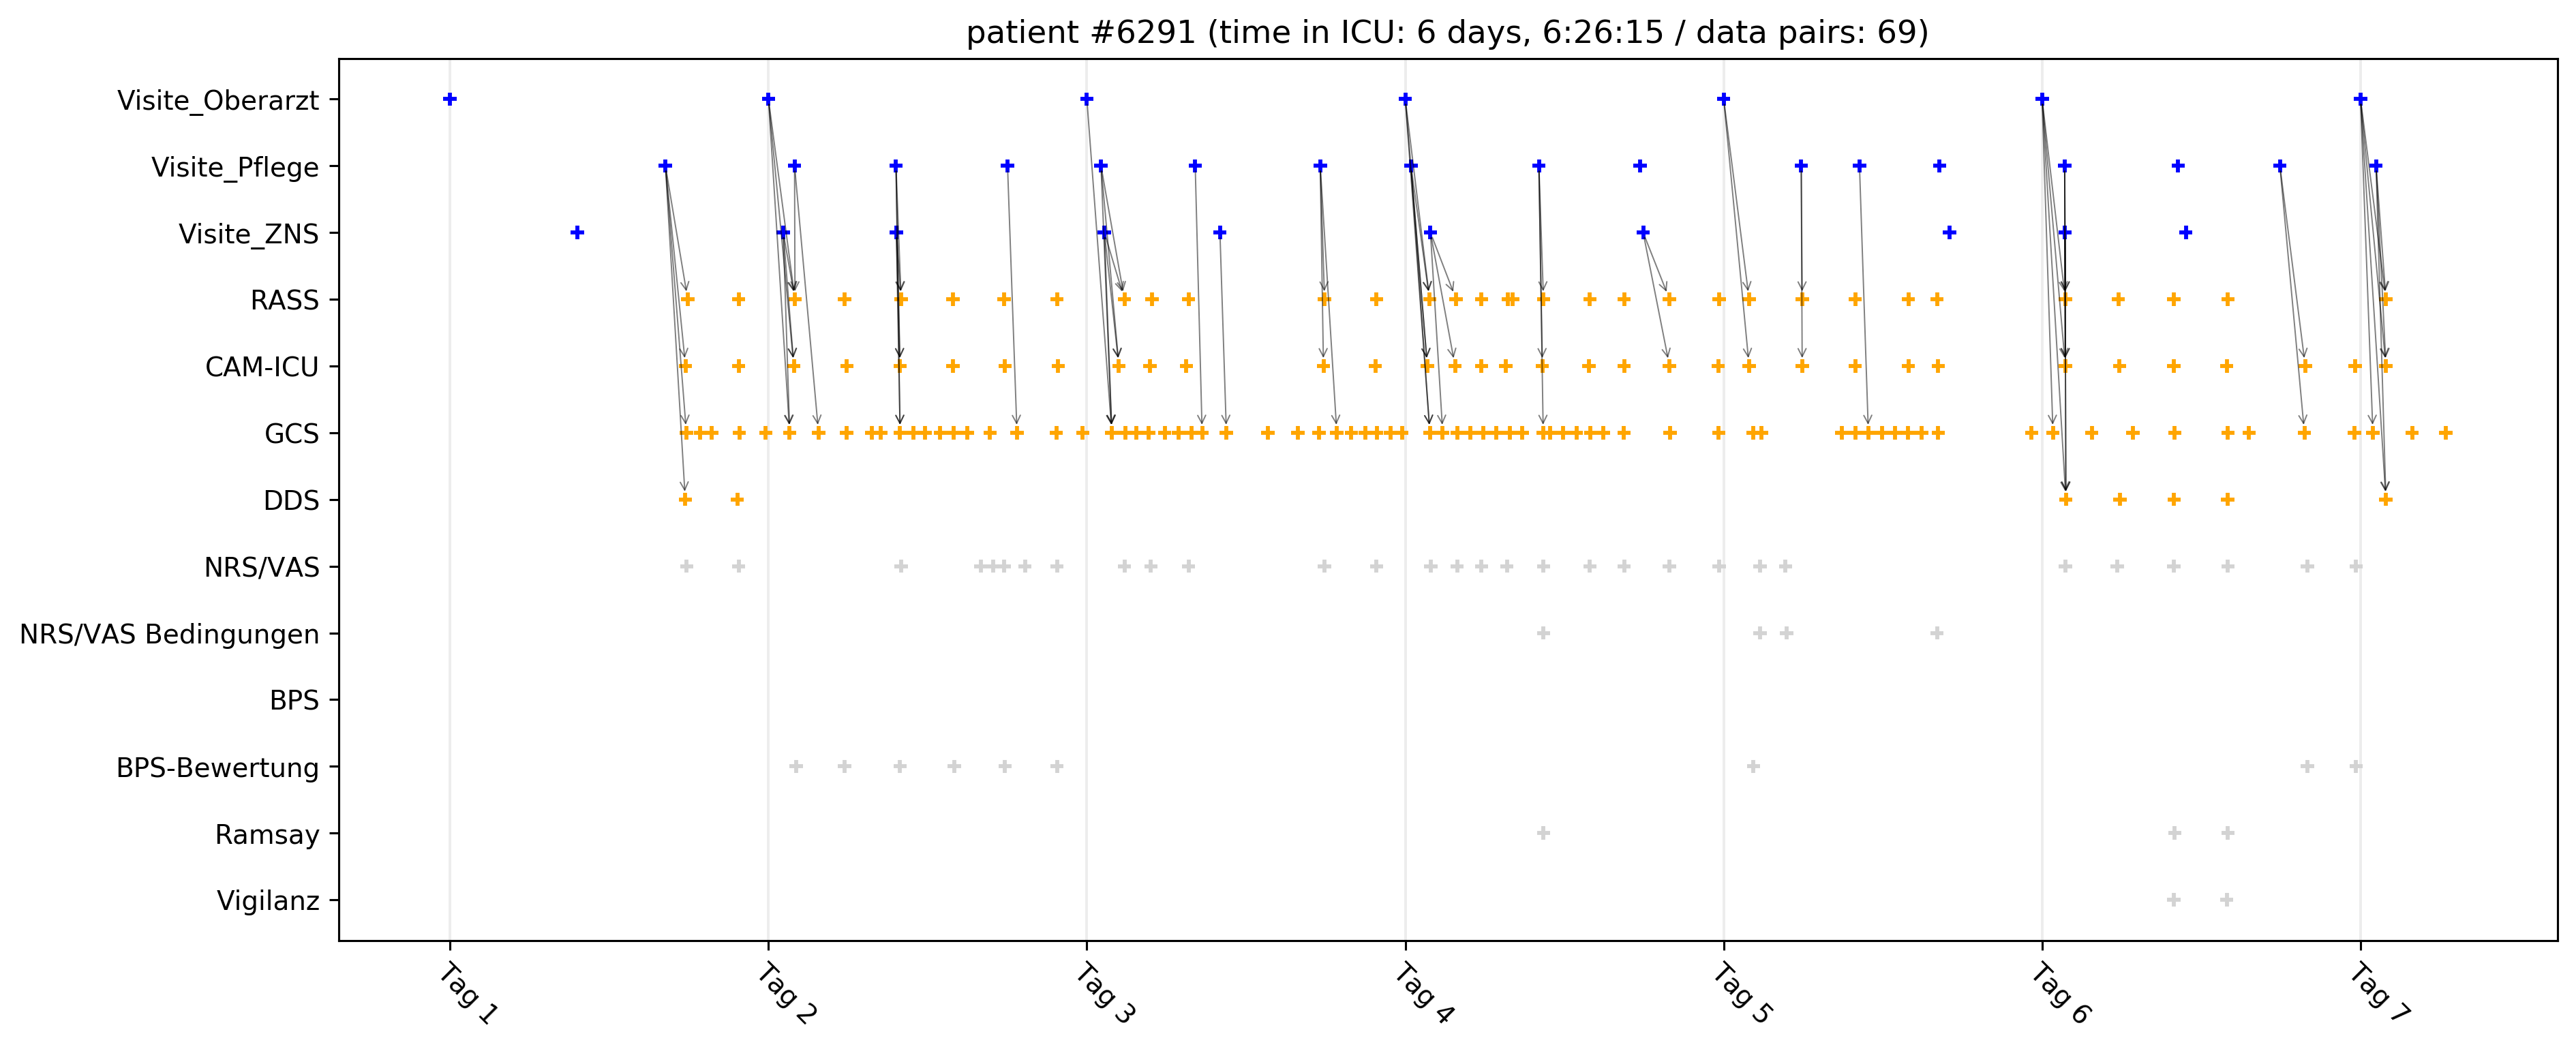 patient #6291 (time in ICU: 6 days, 6:26:15 / data pairs: 69)
Visite_Oberarzt
Visite_Pflege
Visite_ZNS
RASS
CAM-ICU
GCS
DDS
NRS/VAS
NRS/VAS Bedingungen
BPS
BPS-Bewertung
Ramsay
Vigilanz
Tag 1
Tag 2
Tag 3
Tag 4
Tag 5
Tag 6
Tag 7